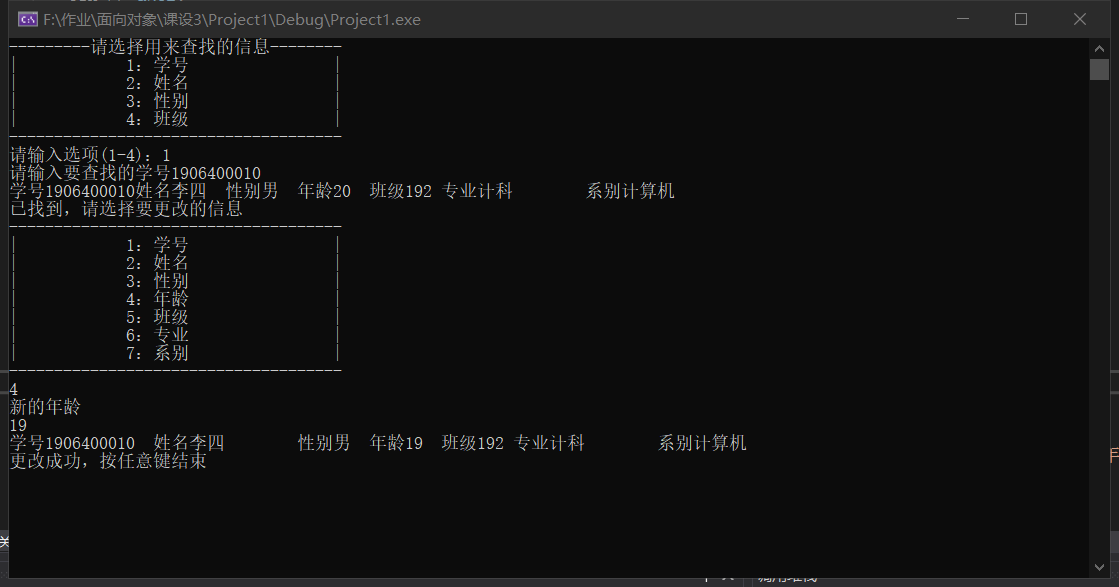 F:\作业\面向对象\课设3\Project1\Debug\Project1.exe
---------请选择用来查找的信息--------
|            1: 学号                |
|            2: 姓名                |
|            3: 性别                |
|            4: 班级                |
-------------------------------------
请输入选项(1-4): 1
请输入要查找的学号1906400010
学号1906400010姓名李四  性别男  年龄20  班级192 专业计科        系别计算机
已找到，请选择要更改的信息
-------------------------------------
|            1: 学号                |
|            2: 姓名                |
|            3: 性别                |
|            4: 年龄                |
|            5: 班级                |
|            6: 专业                |
|            7: 系别                |
-------------------------------------
4
新的年龄
19
学号1906400010  姓名李四        性别男  年龄19  班级192 专业计科        系别计算机
更改成功，按任意键结束